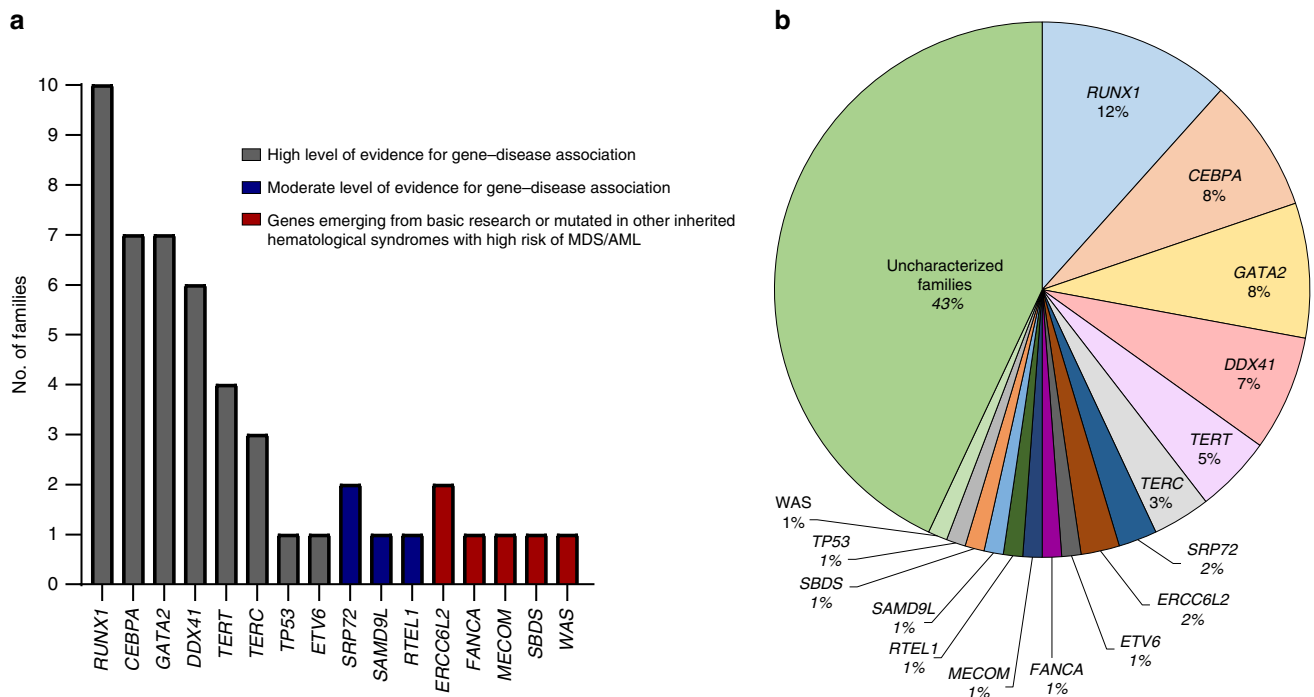 a
10
9
8
7
6
5
4
3
2
1
0
No. of families
High level of evidence for gene–disease association
Moderate level of evidence for gene–disease association
Genes emerging from basic research or mutated in other inherited
hematological syndromes with high risk of MDS/AML
RUNX1
CEBPA
GATA2
DDX41
TERT
TERC
TP53
ETV6
SRP72
SAMD9L
RTEL1
ERCC6L2
FANCA
MECOM
SBDS
WAS
b
RUNX1
12%
CEBPA
8%
GATA2
8%
DDX41
7%
TERT
5%
TERC
3%
SRP72
2%
ERCC6L2
2%
ETV6
1%
FANCA
1%
MECOM
1%
RTEL1
1%
SAMD9L
1%
SBDS
1%
TP53
1%
WAS
1%
Uncharacterized
families
43%